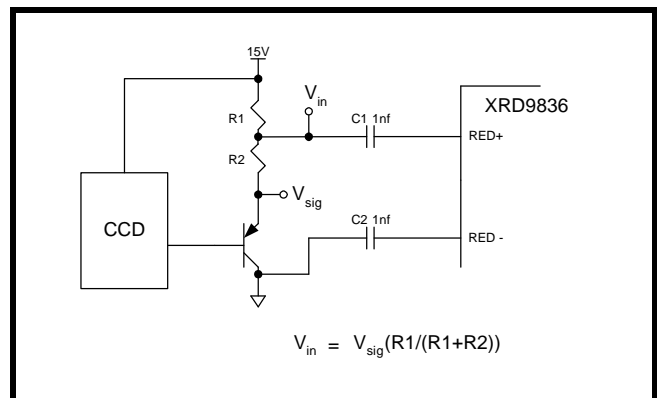 15V
V_in
XRD9836
R1
C1 1nf
RED+
R2
V_sig
CCD
C2 1nf
RED -
V_in = V_sig(R1/(R1+R2))